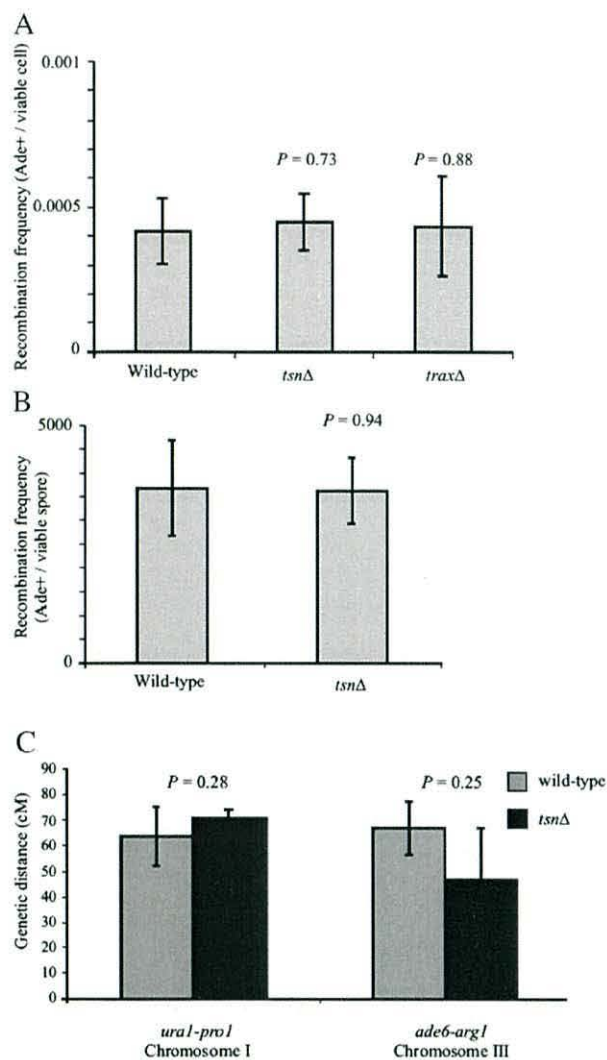 A
Recombination frequency (Ade+ / viable cell)
0.001
0.0005
0
P = 0.73
P = 0.88
Wild-type
tsnΔ
traxΔ
B
Recombination frequency
(Ade+ / viable spore)
5000
0
P = 0.94
Wild-type
tsnΔ
C
Genetic distance (cM)
90
80
70
60
50
40
30
20
10
0
P = 0.28
P = 0.25
wild-type
tsnΔ
ura1-pro1
Chromosome I
ade6-arg1
Chromosome III